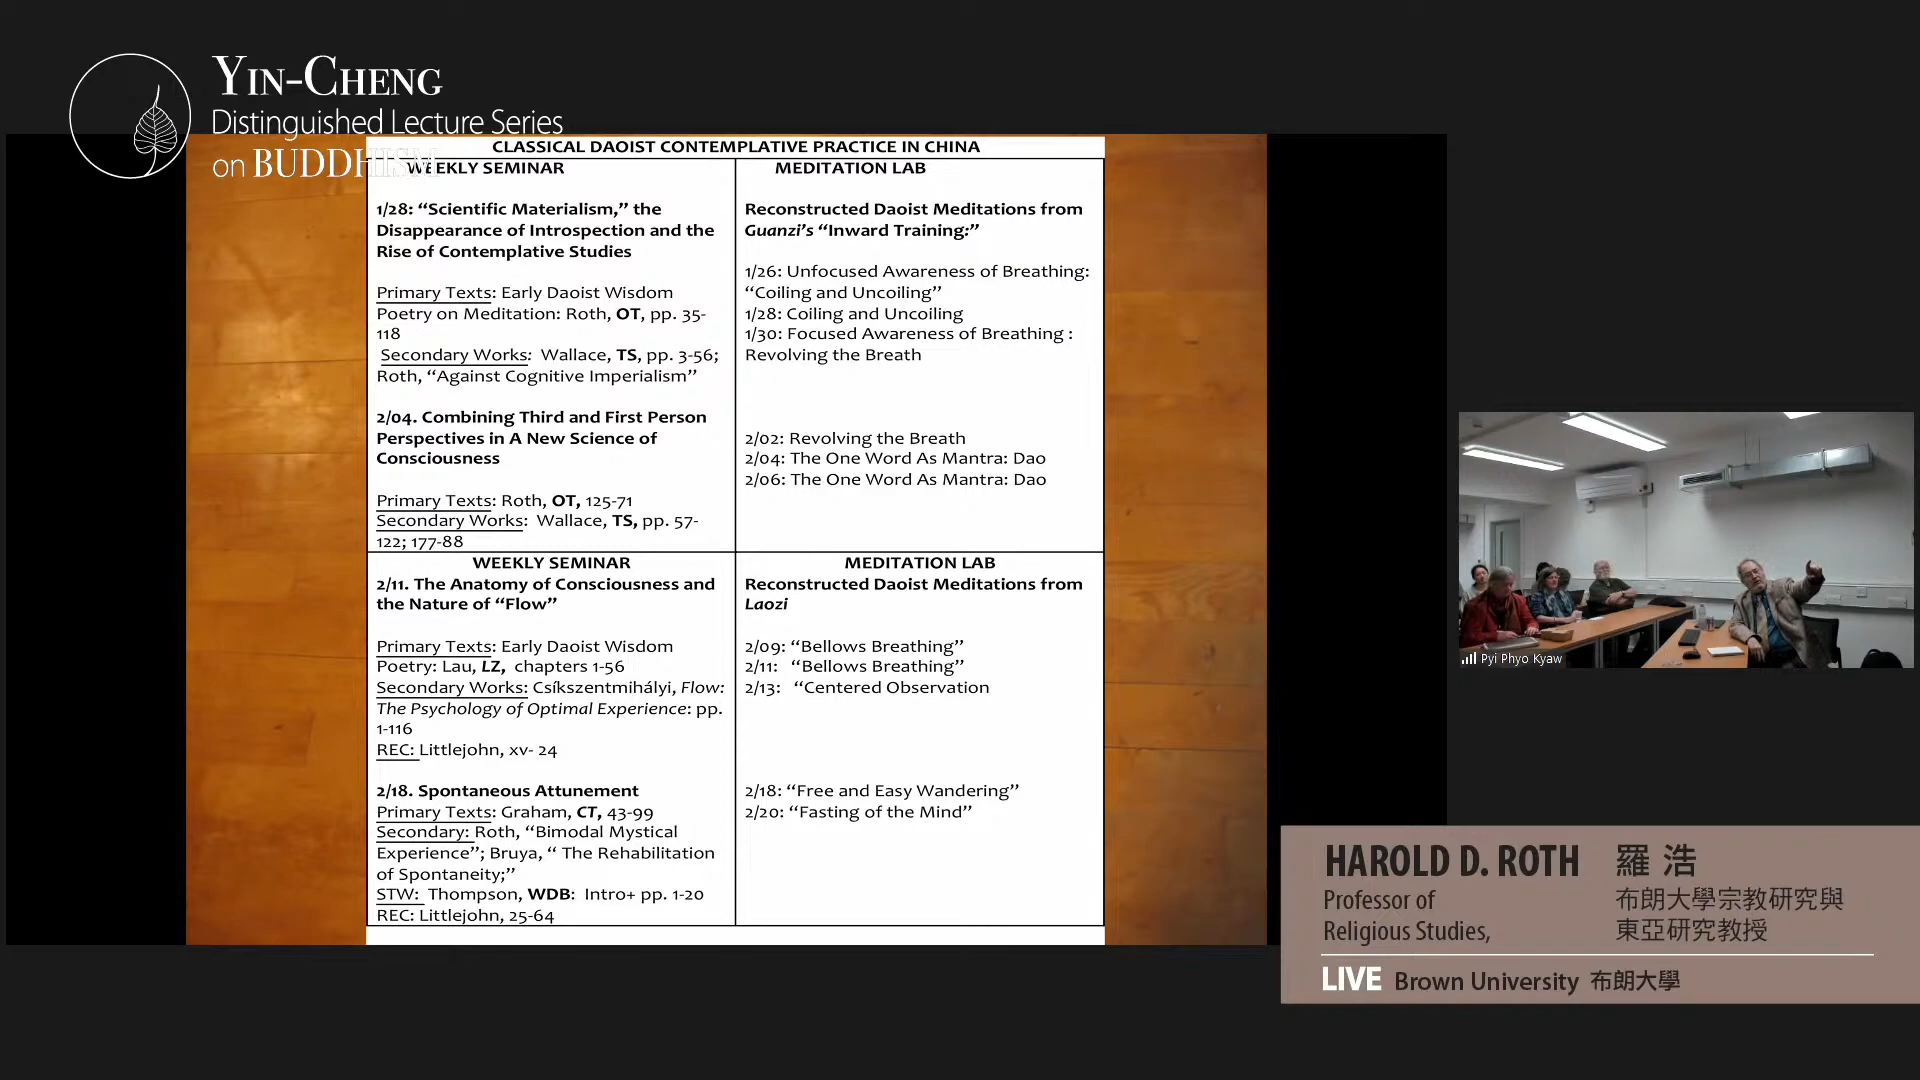 YIN-CHENG
Distinguished Lecture Series
on BUDDHISM
CLASSICAL DAOIST CONTEMPLATIVE PRACTICE IN CHINA
WEEKLY SEMINAR
1/28: “Scientific Materialism,” the
Disappearance of Introspection and the
Rise of Contemplative Studies
Primary Texts: Early Daoist Wisdom
Poetry on Meditation: Roth, OT, pp. 35-
118
Secondary Works: Wallace, TS, pp. 3-56;
Roth, “Against Cognitive Imperialism”
2/04. Combining Third and First Person
Perspectives in A New Science of
Consciousness
Primary Texts: Roth, OT, 125-71
Secondary Works: Wallace, TS, pp. 57-
122; 177-88
MEDITATION LAB
Reconstructed Daoist Meditations from
Guanzi’s “Inward Training:”
1/26: Unfocused Awareness of Breathing:
“Coiling and Uncoiling”
1/28: Coiling and Uncoiling
1/30: Focused Awareness of Breathing :
Revolving the Breath
2/02: Revolving the Breath
2/04: The One Word As Mantra: Dao
2/06: The One Word As Mantra: Dao
WEEKLY SEMINAR
2/11. The Anatomy of Consciousness and
the Nature of “Flow”
Primary Texts: Early Daoist Wisdom
Poetry: Lau, LZ, chapters 1-56
Secondary Works: Csíkszentmihályi, Flow:
The Psychology of Optimal Experience: pp.
1-116
REC: Littlejohn, xv- 24
2/18. Spontaneous Attunement
Primary Texts: Graham, CT, 43-99
Secondary: Roth, “Bimodal Mystical
Experience”; Bruya, “ The Rehabilitation
of Spontaneity;”
STW: Thompson, WDB: Intro+ pp. 1-20
REC: Littlejohn, 25-64
MEDITATION LAB
Reconstructed Daoist Meditations from
Laozi
2/09: “Bellows Breathing”
2/11: “Bellows Breathing”
2/13: “Centered Observation
2/18: “Free and Easy Wandering”
2/20: “Fasting of the Mind”
Pyi Phyo Kyaw
HAROLD D. ROTH 羅 浩
Professor of
Religious Studies,
布朗大學宗教研究與
東亞研究教授
LIVE Brown University 布朗大學